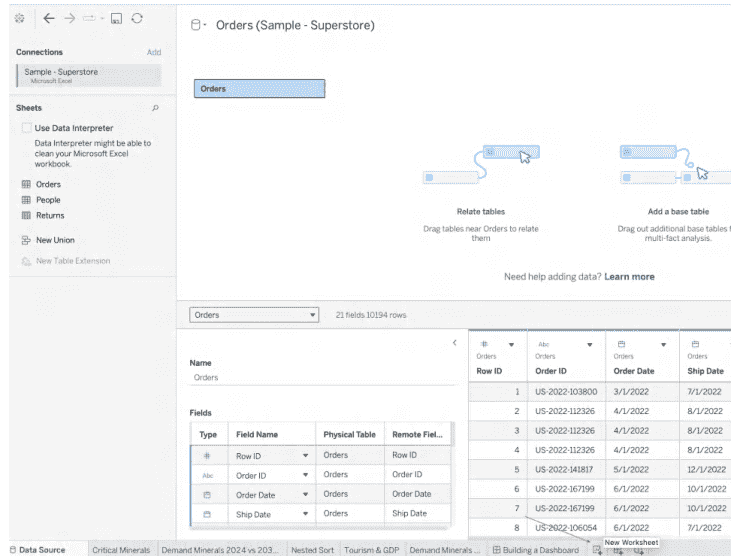 Orders (Sample - Superstore)
Connections Add
Sample - Superstore
Microsoft Excel
Sheets
Use Data Interpreter
Data Interpreter might be able to
clean your Microsoft Excel
workbook.
Orders
People
Returns
New Union
New Table Extension
Orders
Relate tables
Drag tables near Orders to relate
them
Add a base table
Drag out additional base tables f
multi-fact analysis.
Need help adding data? Learn more
Orders
21 fields 10194 rows
Name
Orders
Fields
Type Field Name Physical Table Remote Fiel...
# Row ID Orders Row ID
Abc Order ID Orders Order ID
Order Date Orders Order Date
Ship Date Orders Ship Date
# Abc
Orders Orders Orders Orders
Row ID Order ID Order Date Ship Date
1 US-2022-103800 3/1/2022 7/1/2022
2 US-2022-112326 4/1/2022 8/1/2022
3 US-2022-112326 4/1/2022 8/1/2022
4 US-2022-112326 4/1/2022 8/1/2022
5 US-2022-141817 5/1/2022 12/1/2022
6 US-2022-167199 6/1/2022 10/1/2022
7 US-2022-167199 6/1/2022 10/1/2022
8 US-2022-106054 6/1/2022 7/1/2022
New Worksheet
Data Source Critical Minerals Demand Minerals 2024 vs 203... Nested Sort Tourism & GDP Demand Minerals ... Building a Dashboard